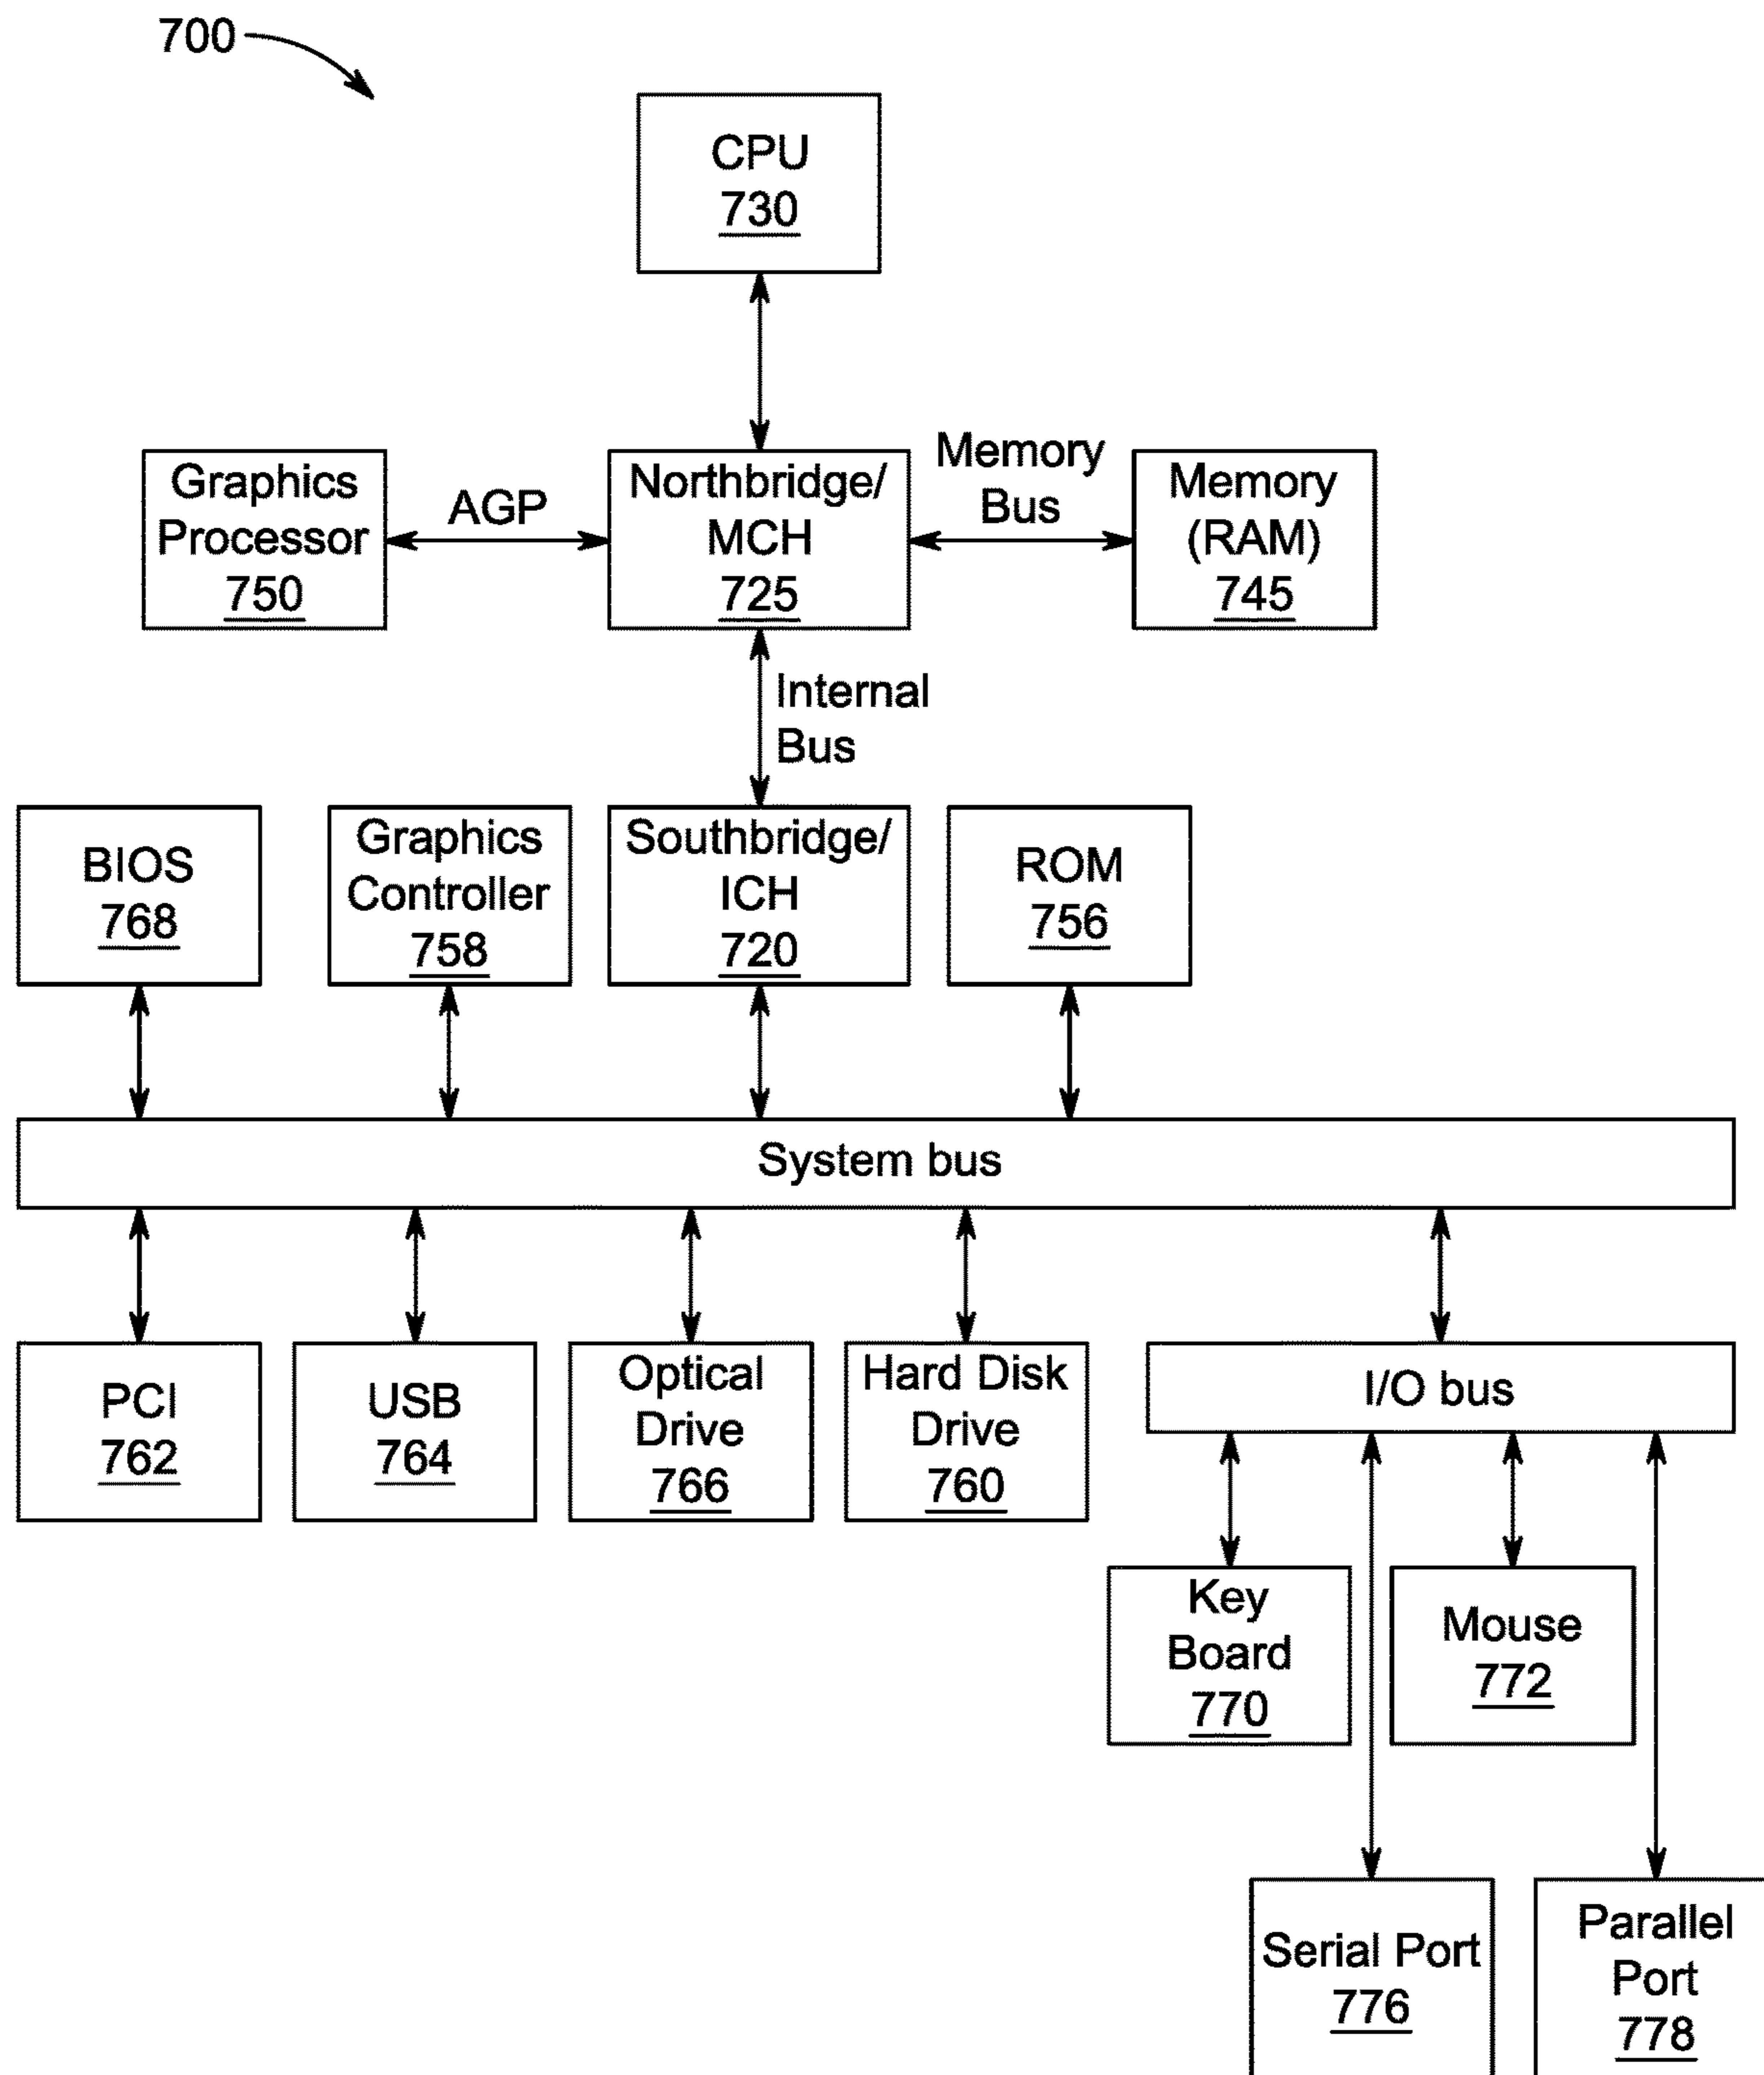 700
CPU
730
Graphics
Processor
750
AGP
Northbridge/
MCH
725
Memory
Bus
Memory
(RAM)
745
Internal
Bus
BIOS
768
Graphics
Controller
758
Southbridge/
ICH
720
ROM
756
System bus
PCI
762
USB
764
Optical
Drive
766
Hard Disk
Drive
760
I/O bus
Key
Board
770
Mouse
772
Serial Port
776
Parallel
Port
778